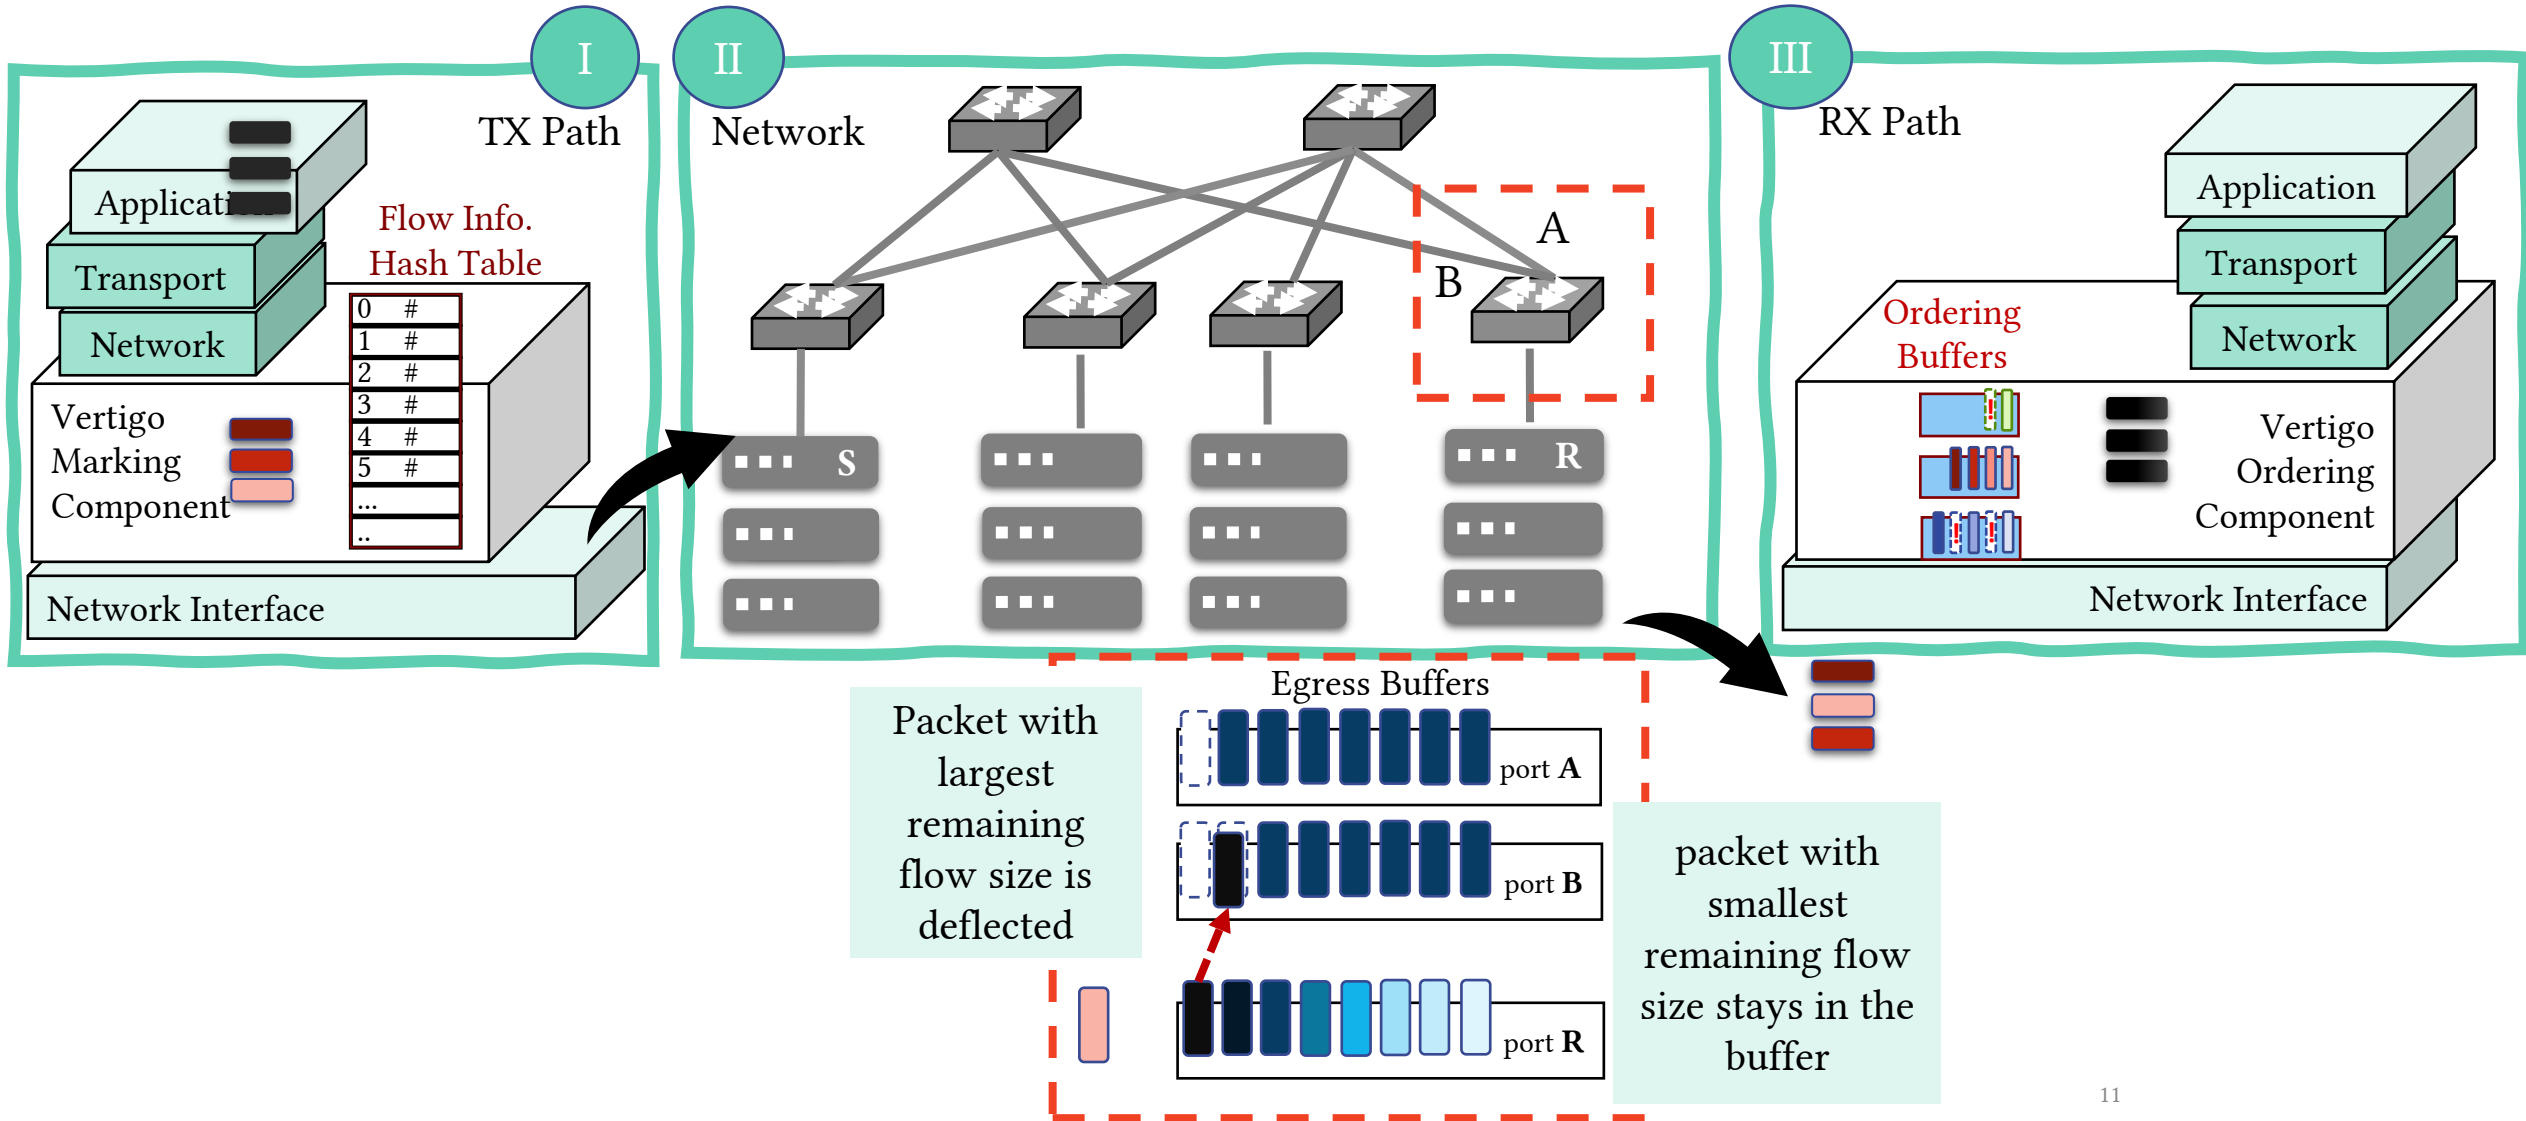 I
TX Path
Application
Transport
Network
Flow Info.
Hash Table
0 #
1 #
2 #
3 #
4 #
5 #
...
..
Vertigo
Marking
Component
Network Interface
II
Network
A
B
S
R
III
RX Path
Application
Transport
Network
Ordering
Buffers
!
! !
Vertigo
Ordering
Component
Network Interface
Packet with
largest
remaining
flow size is
deflected
Egress Buffers
port A
port B
port R
packet with
smallest
remaining flow
size stays in the
buffer
11